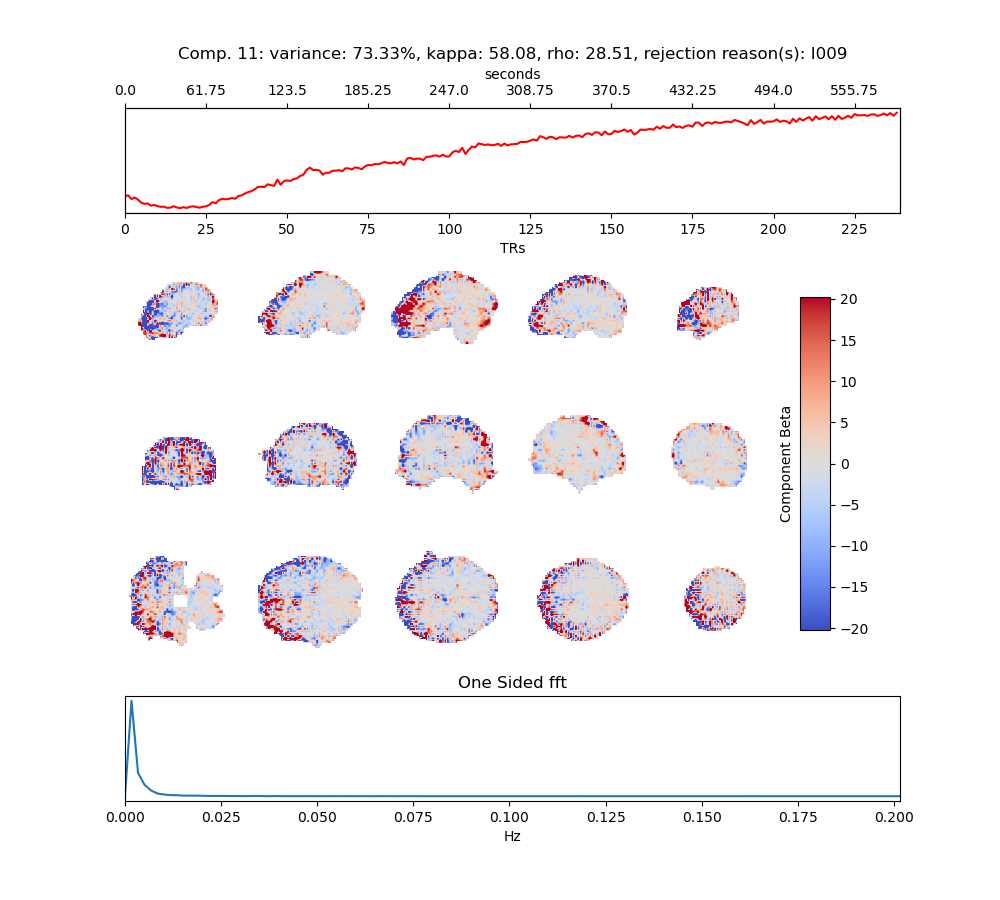 Comp. 11: variance: 73.33%, kappa: 58.08, rho: 28.51, rejection reason(s): I009
seconds
0.0 61.75 123.5 185.25 247.0 308.75 370.5 432.25 494.0 555.75
0 25 50 75 100 125 150 175 200 225
TRs
20
15
10
5
0
−5
−10
−15
−20
Component Beta
One Sided fft
0.000 0.025 0.050 0.075 0.100 0.125 0.150 0.175 0.200
Hz